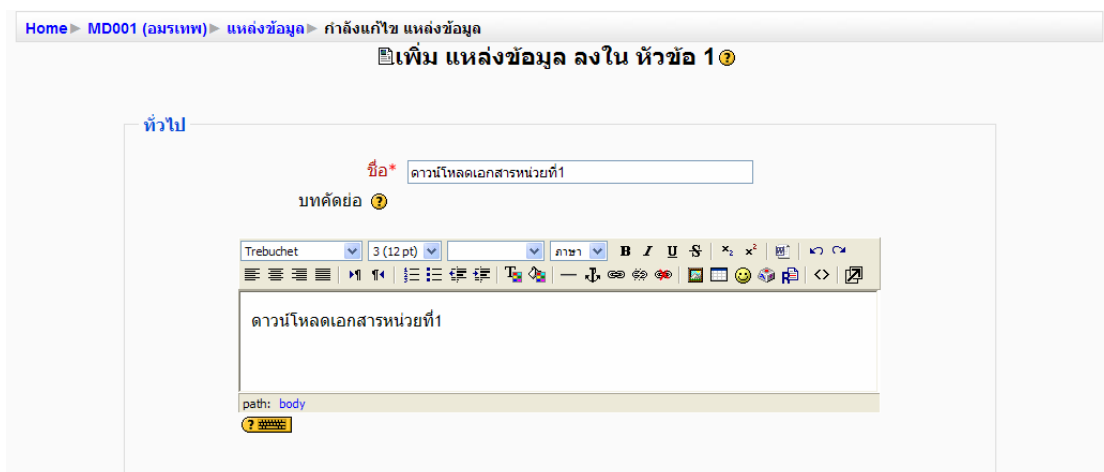 Home► MD001 (อมรเทพ)► แหล่งข้อมูล► กำลังแก้ไข แหล่งข้อมูล
เพิ่ม แหล่งข้อมูล ลงใน หัวข้อ 1
ทั่วไป
ชื่อ* ดาวน์โหลดเอกสารหน่วยที่1
บทคัดย่อ
Trebuchet 3 (12 pt) ภาษา B I U S x₂ x²
ดาวน์โหลดเอกสารหน่วยที่1
path: body